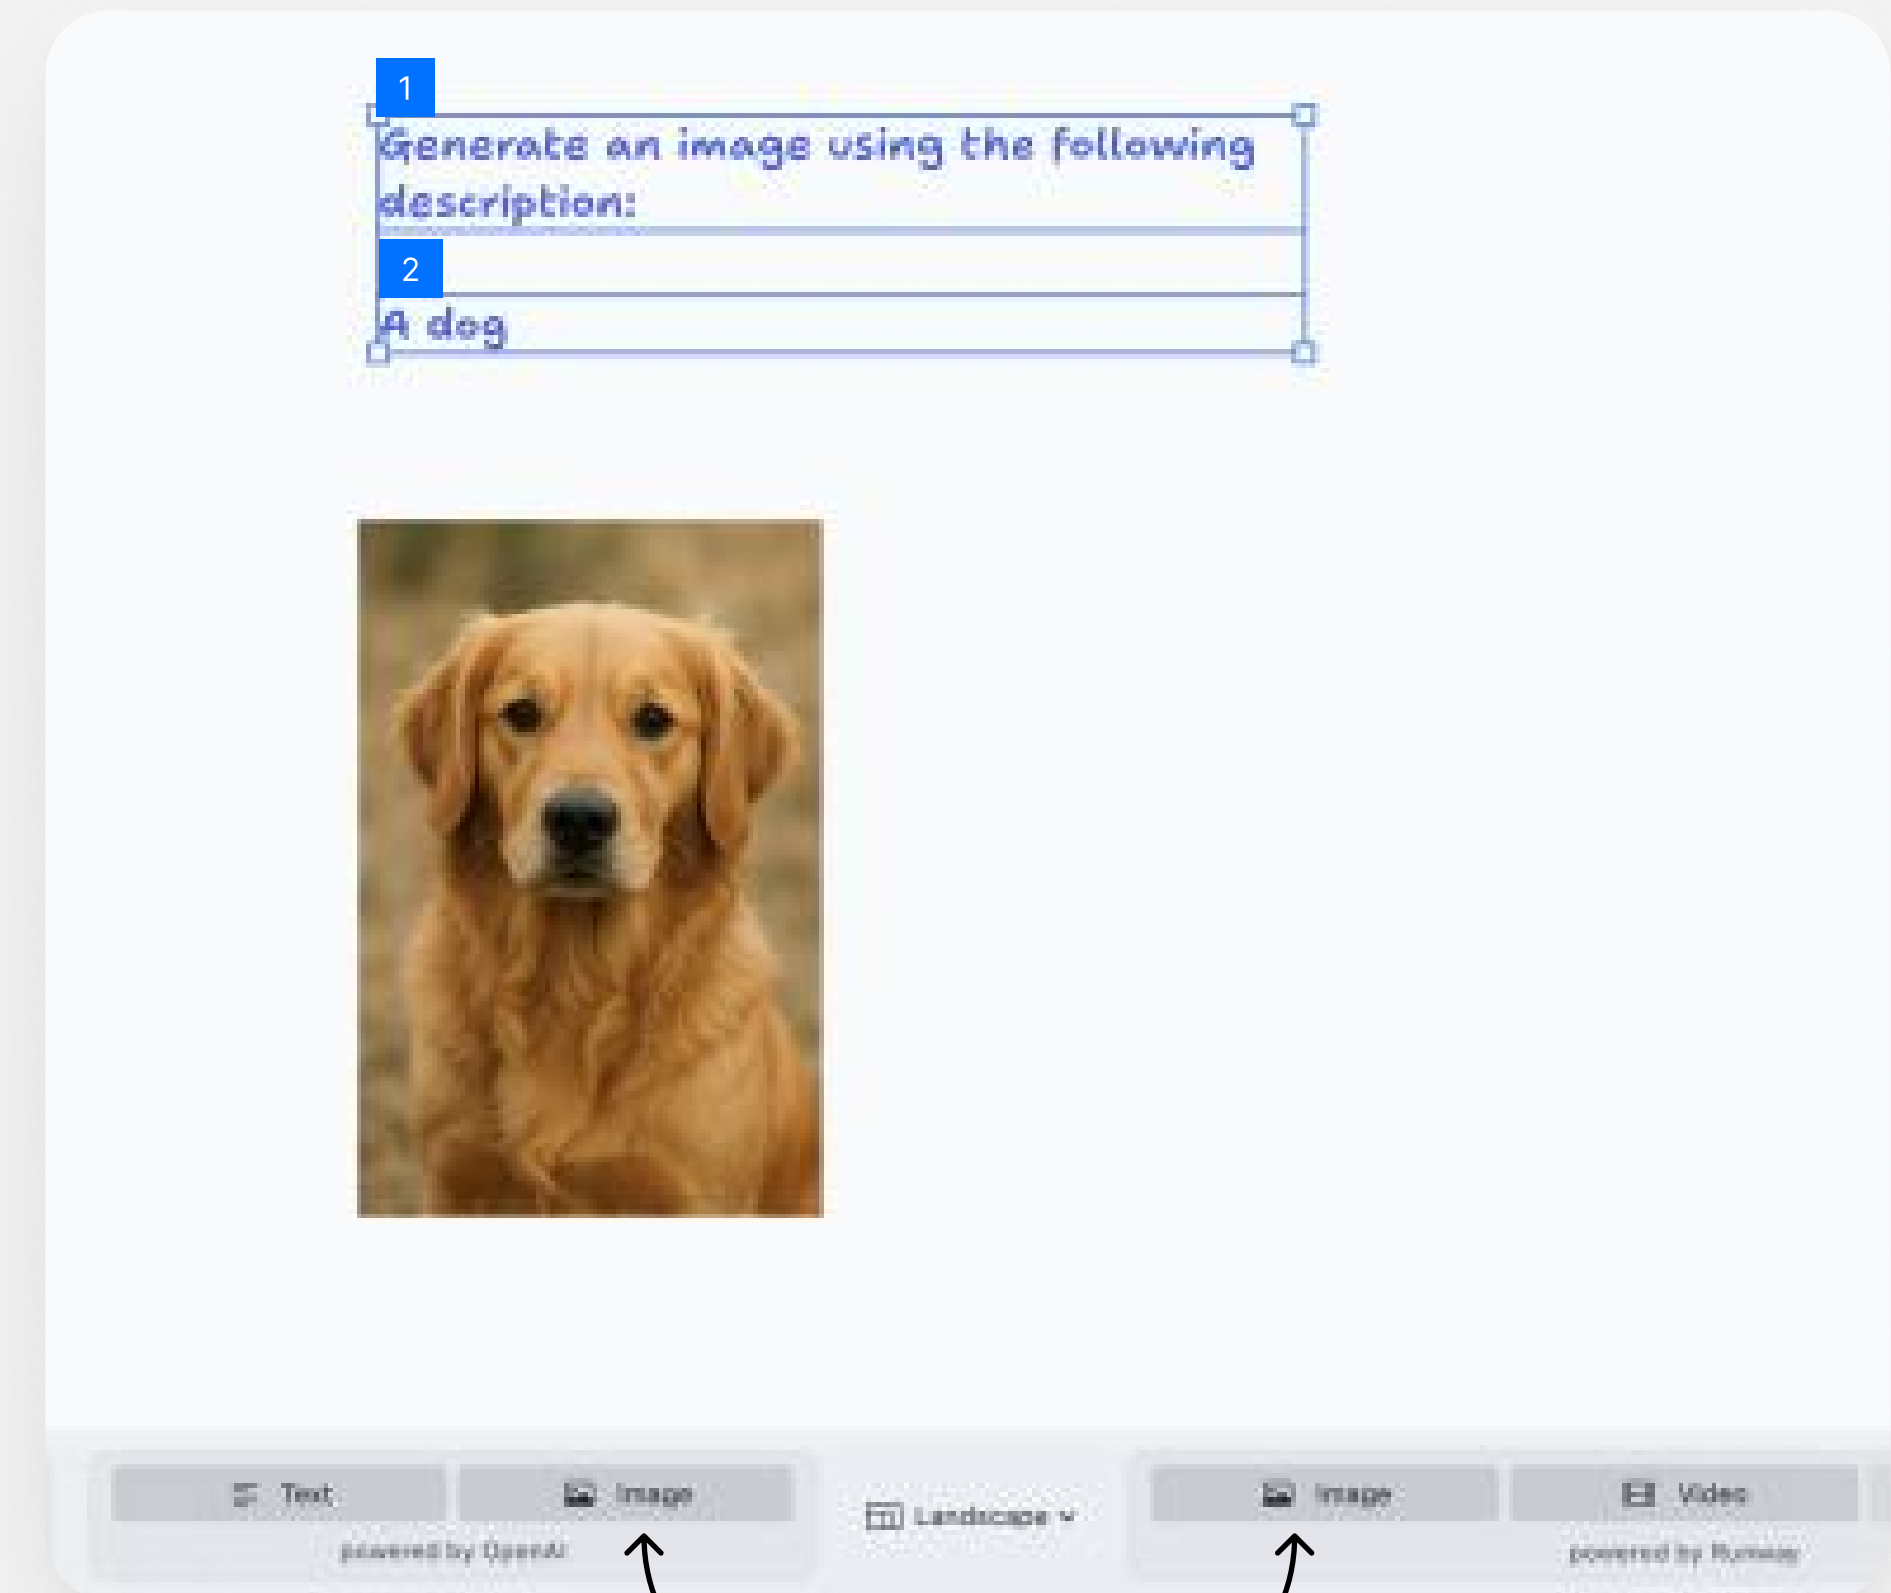 1
Generate an image using the following
description:
2
A dog
Text
Image
powered by OpenAI
Landscape
Image
Video
powered by Runway